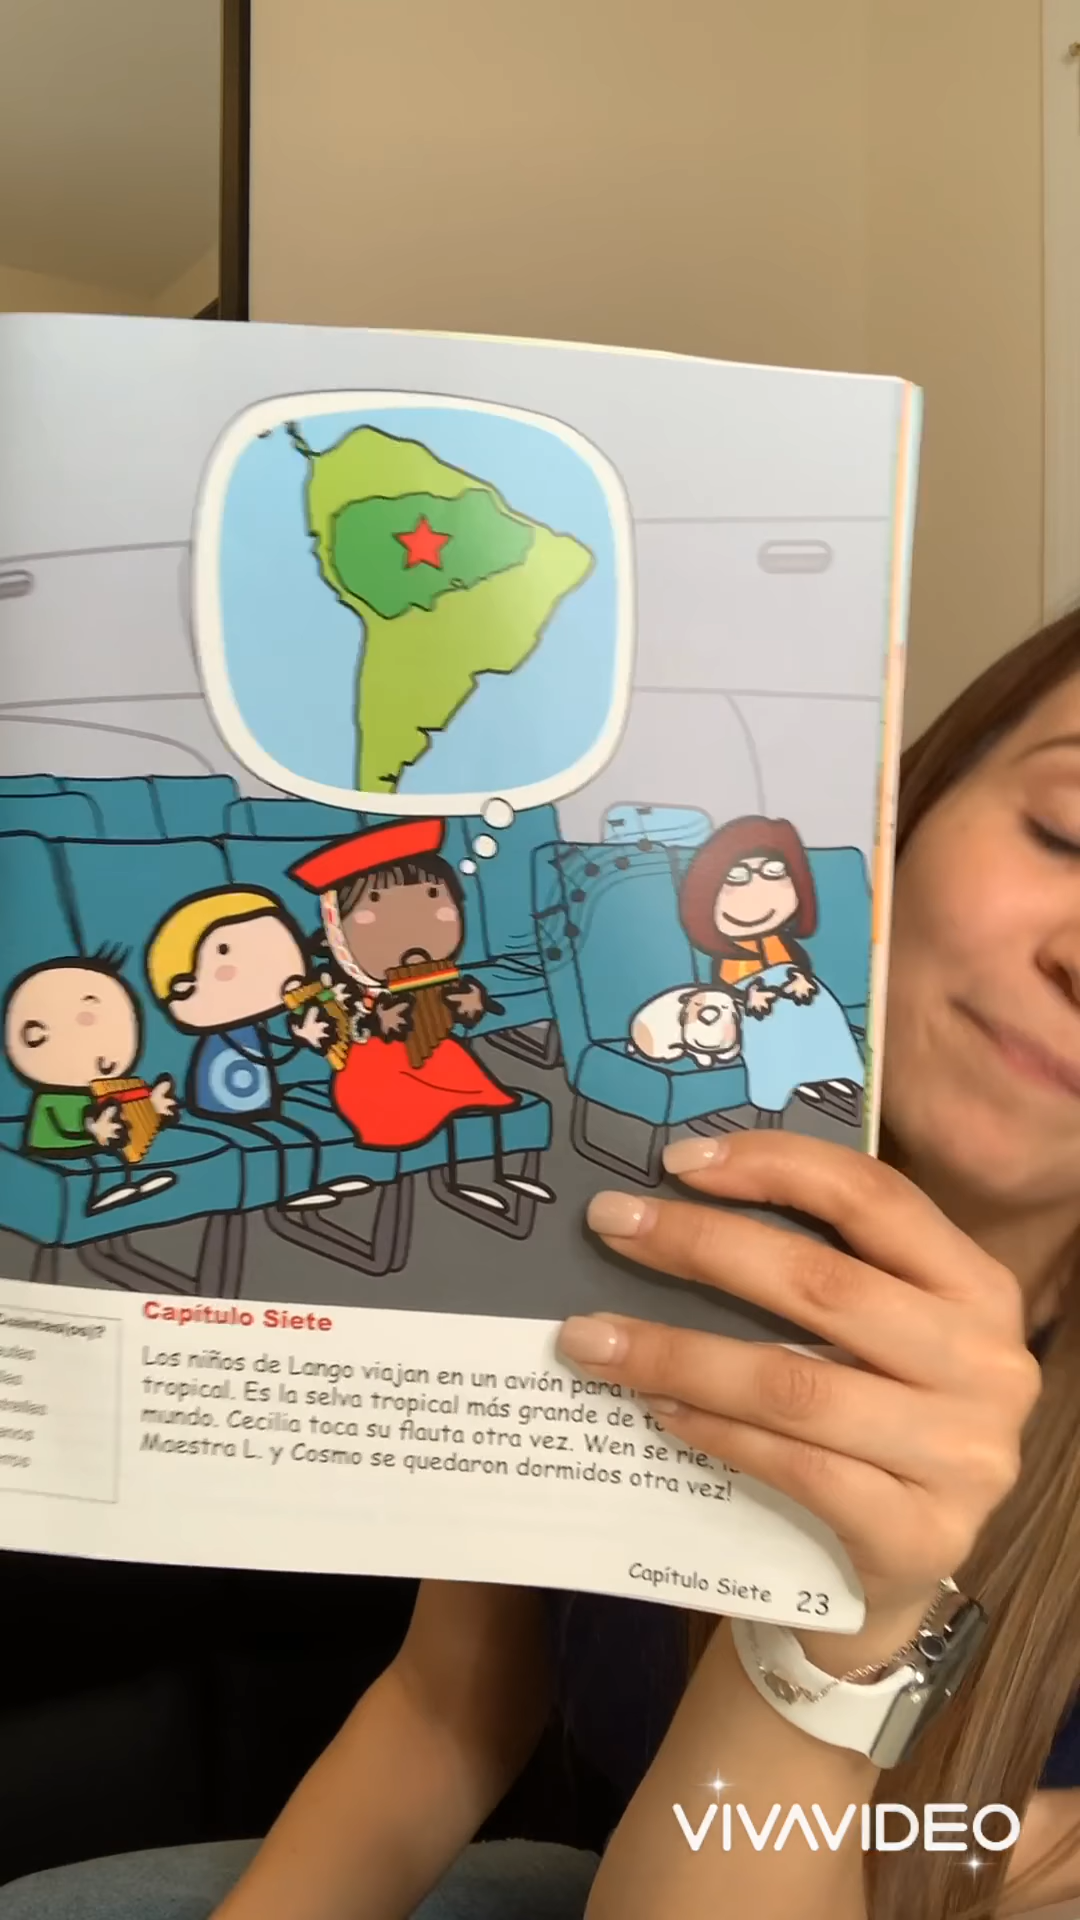 Capítulo Siete
Los niños de Lango viajan en un avión para
tropical. Es la selva tropical más grande de
mundo. Cecilia toca su flauta otra vez. Wen se ríe.
Maestra L. y Cosmo se quedaron dormidos otra vez!
Capítulo Siete 23
VIVAVIDEO